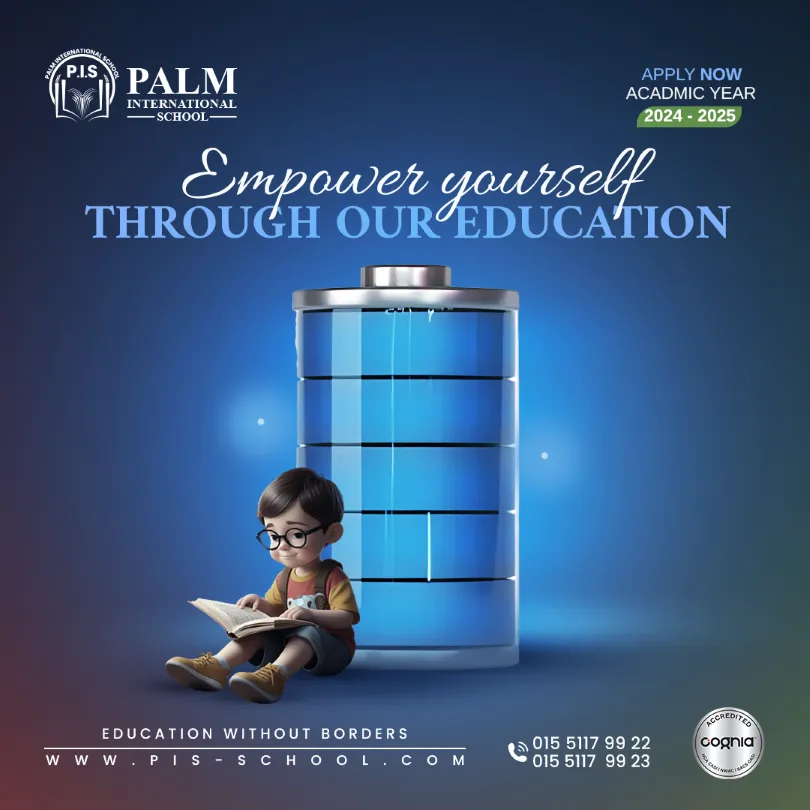 PALM INTERNATIONAL SCHOOL
P.I.S
PALM
INTERNATIONAL
SCHOOL
APPLY NOW
ACADMIC YEAR
2024 - 2025
Empower yourself
THROUGH OUR EDUCATION
EDUCATION WITHOUT BORDERS
WWW.PIS-SCHOOL.COM
015 5117 99 22
015 5117 99 23
ACCREDITED
cognia